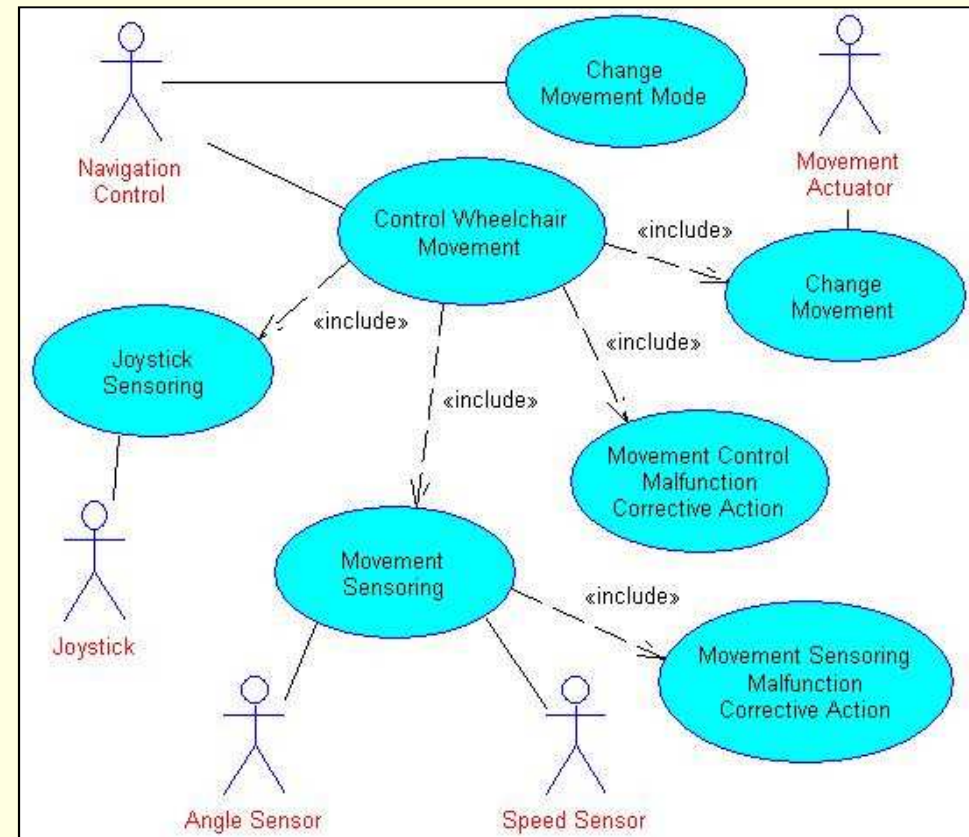 Change
Movement Mode
Navigation
Control
Movement
Actuator
Control Wheelchair
Movement
«include»
Change
Movement
«include»
«include»
Joystick
Sensoring
«include»
Movement Control
Malfunction
Corrective Action
Movement
Sensoring
«include»
Joystick
Movement Sensoring
Malfunction
Corrective Action
Angle Sensor
Speed Sensor